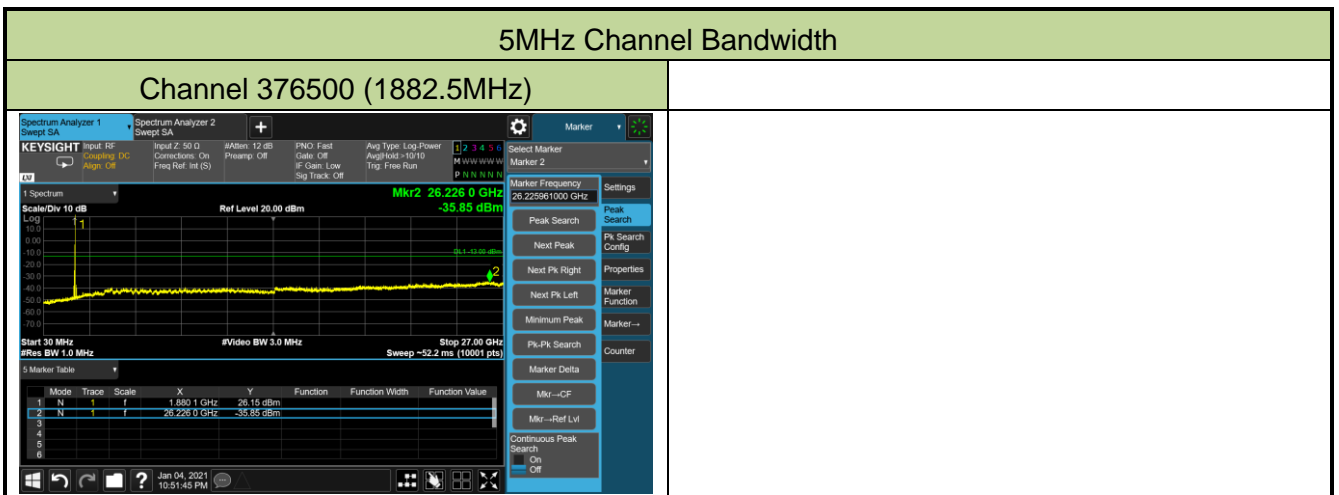 5MHz Channel Bandwidth
Channel 376500 (1882.5MHz)
Spectrum Analyzer 1
Swept SA
Spectrum Analyzer 2
Swept SA
+
Marker
KEYSIGHT
Input: RF
Coupling: DC
Align: Off
Input Z: 50 Ω
Corrections: On
Freq Ref: Int (S)
#Atten: 12 dB
Preamp: Off
PNO: Fast
Gate: Off
IF Gain: Low
Sig Track: Off
Avg Type: Log-Power
Avg|Hold:>10/10
Trig: Free Run
1 2 3 4 5 6
M W W W W W
P N N N N N
Select Marker
Marker 2
LXI
1 Spectrum
Mkr2 26.226 0 GHz
Scale/Div 10 dB
Ref Level 20.00 dBm
-35.85 dBm
Log
10.0
0.00
-10.0
-20.0
-30.0
-40.0
-50.0
-60.0
-70.0
1
DL1 -13.00 dBm
2
Start 30 MHz
#Video BW 3.0 MHz
Stop 27.00 GHz
#Res BW 1.0 MHz
Sweep ~52.2 ms (10001 pts)
5 Marker Table
Mode Trace Scale X Y Function Function Width Function Value
1 N 1 f 1.880 1 GHz 26.15 dBm
2 N 1 f 26.226 0 GHz -35.85 dBm
3
4
5
6
Marker Frequency
26.225961000 GHz
Peak Search
Next Peak
Next Pk Right
Next Pk Left
Minimum Peak
Pk-Pk Search
Marker Delta
Mkr→CF
Mkr→Ref Lvl
Continuous Peak
Search
On
Off
Settings
Peak
Search
Pk Search
Config
Properties
Marker
Function
Marker→
Counter
?
Jan 04, 2021
10:51:45 PM